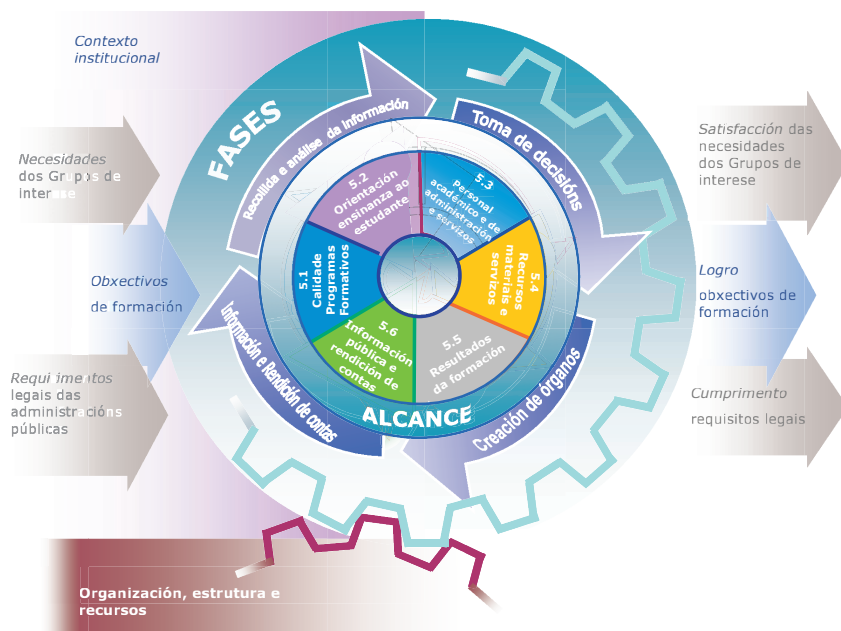 Contexto
institucional
Necesidades
dos Grupos de
interese
Obxectivos
de formación
Requirimentos
legais das
administracións
públicas
FASES
Recollida e análise da información
Toma de decisións
Creación de órganos
Información e Rendición de contas
ALCANCE
5.1
Calidade
Programas
Formativos
5.2
Orientación
ensinanza ao
estudante
5.3
Persoal
académico e de
administración
e servizos
5.4
Recursos
materiais e
servizos
5.5
Resultados
da formación
5.6
Información
pública e
rendición de
contas
Satisfacción das
necesidades
dos Grupos de
interese
Logro
obxectivos de
formación
Cumprimento
requisitos legais
Organización, estrutura e
recursos